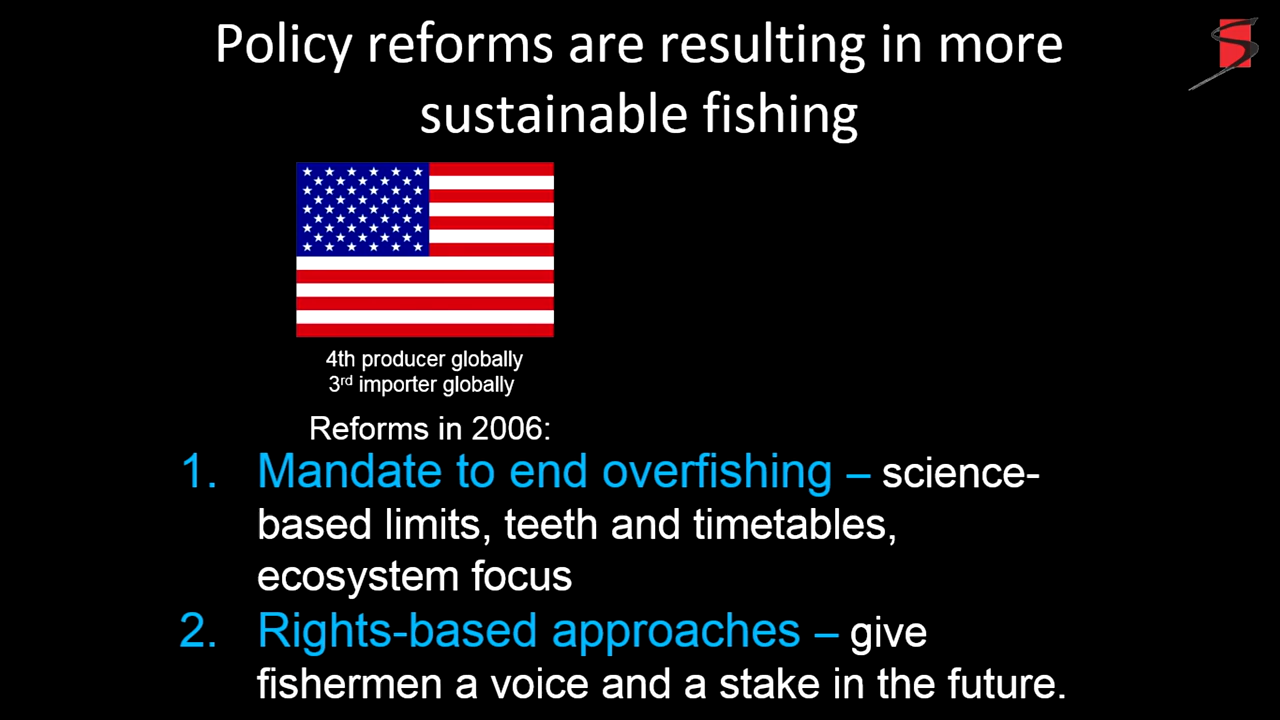 Policy reforms are resulting in more
sustainable fishing
4th producer globally
3rd importer globally
Reforms in 2006:
1. Mandate to end overfishing – science-
based limits, teeth and timetables,
ecosystem focus
2. Rights-based approaches – give
fishermen a voice and a stake in the future.